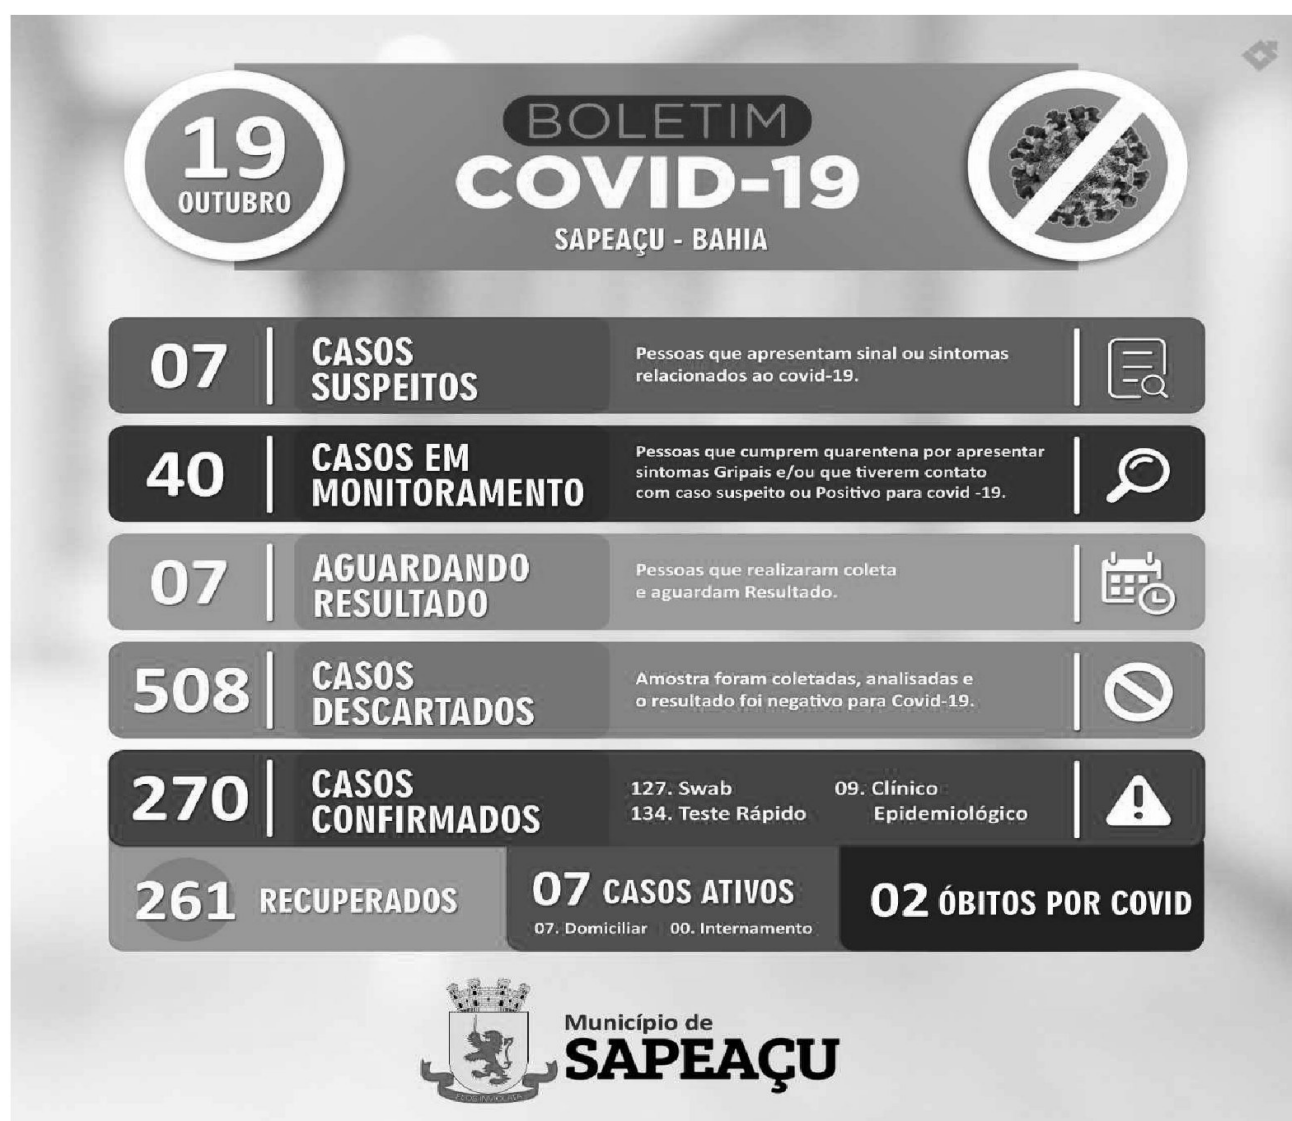 19
OUTUBRO
BOLETIM
COVID-19
SAPEAÇU - BAHIA
07
CASOS
SUSPEITOS
Pessoas que apresentam sinal ou sintomas
relacionados ao covid-19.
40
CASOS EM
MONITORAMENTO
Pessoas que cumprem quarentena por apresentar
sintomas Gripais e/ou que tiverem contato
com caso suspeito ou Positivo para covid -19.
07
AGUARDANDO
RESULTADO
Pessoas que realizaram coleta
e aguardam Resultado.
508
CASOS
DESCARTADOS
Amostra foram coletadas, analisadas e
o resultado foi negativo para Covid-19.
270
CASOS
CONFIRMADOS
127. Swab
134. Teste Rápido
09. Clínico
Epidemiológico
261 RECUPERADOS
07 CASOS ATIVOS
07. Domiciliar 00. Internamento
02 ÓBITOS POR COVID
Município de
SAPEAÇU